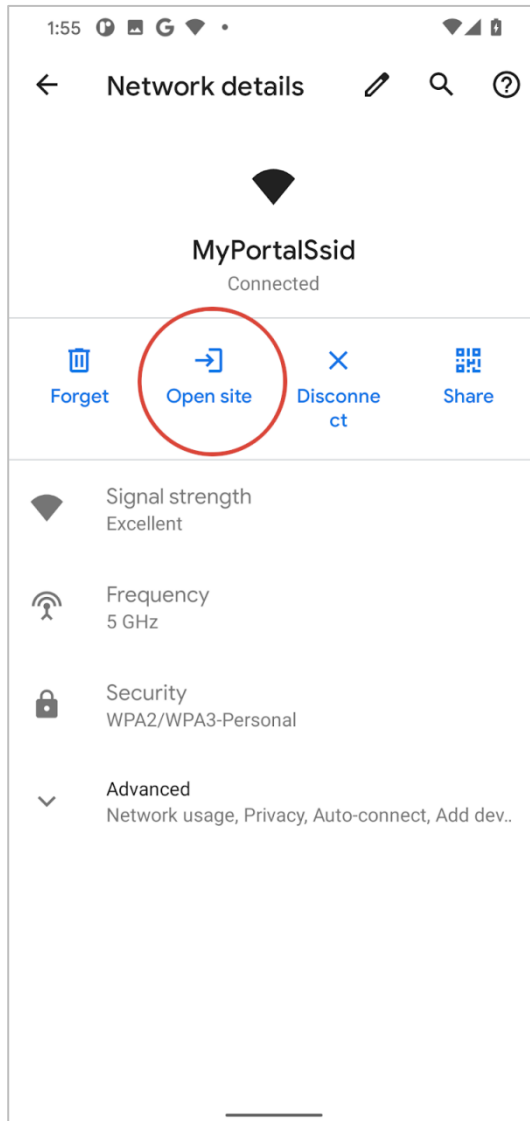 1:55
Network details
MyPortalSsid
Connected
Forget
Open site
Disconne
ct
Share
Signal strength
Excellent
Frequency
5 GHz
Security
WPA2/WPA3-Personal
Advanced
Network usage, Privacy, Auto-connect, Add dev..